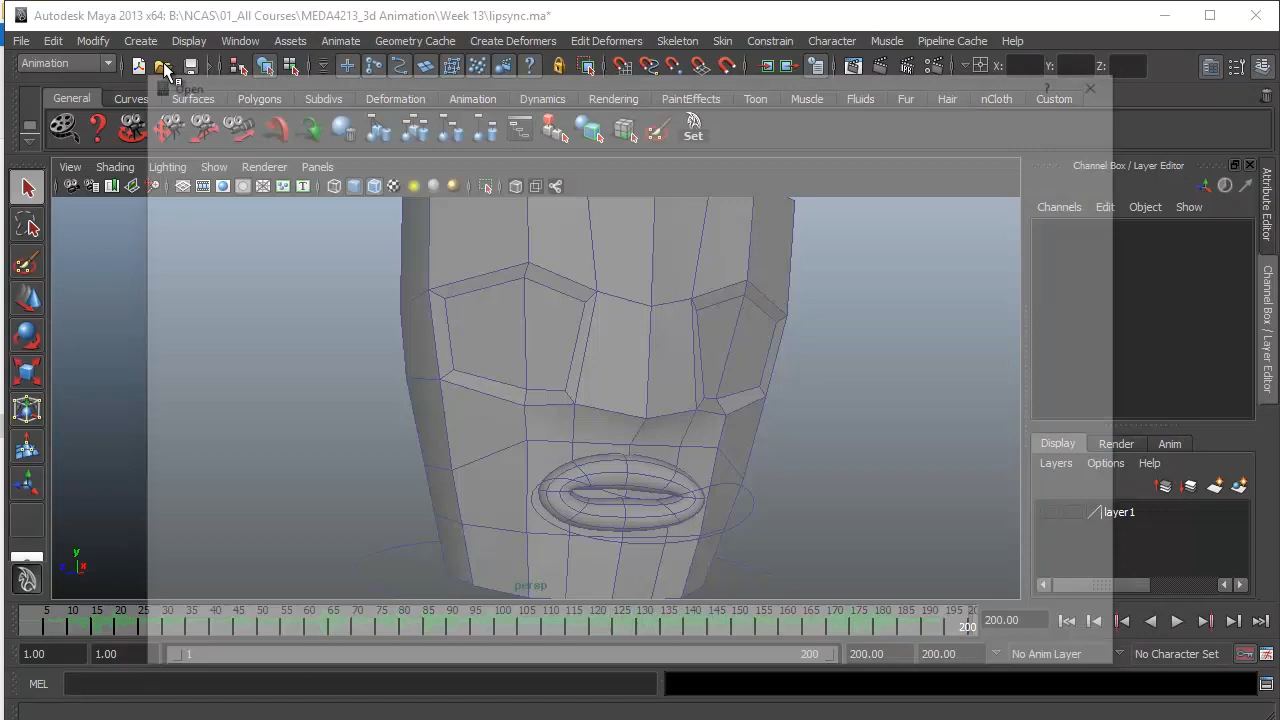 Autodesk Maya 2013 x64: B:\NCAS\01_All Courses\MEDA4213_3d Animation\Week 13\lipsync.ma*
File Edit Modify Create Display Window Assets Animate Geometry Cache Create Deformers Edit Deformers Skeleton Skin Constrain Character Muscle Pipeline Cache Help
Animation
X: Y: Z:
Open
General Curves Surfaces Polygons Subdivs Deformation Animation Dynamics Rendering PaintEffects Toon Muscle Fluids Fur Hair nCloth Custom
Set
View Shading Lighting Show Renderer Panels
Channel Box / Layer Editor
Channels Edit Object Show
Attribute Editor
Channel Box / Layer Editor
Display Render Anim
Layers Options Help
layer1
y
x
z
persp
5 10 15 20 25 30 35 40 45 50 55 60 65 70 75 80 85 90 95 100 105 110 115 120 125 130 135 140 145 150 155 160 165 170 175 180 185 190 195
200
200.00
1.00 1.00 1 200 200.00 200.00 No Anim Layer No Character Set
MEL